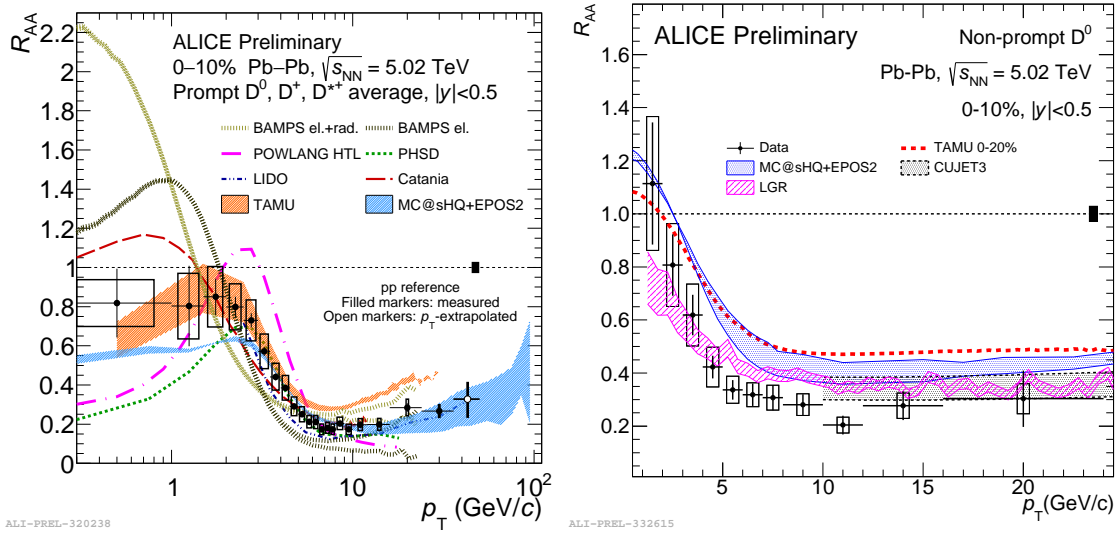 R_AA
2.2
2
1.8
1.6
1.4
1.2
1
0.8
0.6
0.4
0.2
0
ALICE Preliminary
0–10% Pb–Pb, √s_NN = 5.02 TeV
Prompt D⁰, D⁺, D*⁺ average, |y|<0.5
BAMPS el.+rad.
BAMPS el.
POWLANG HTL
PHSD
LIDO
Catania
TAMU
MC@sHQ+EPOS2
pp reference
Filled markers: measured
Open markers: p_T-extrapolated
1
10
10²
p_T (GeV/c)
ALI-PREL-320238
R_AA
1.6
1.4
1.2
1.0
0.8
0.6
0.4
0.2
ALICE Preliminary
Non-prompt D⁰
Pb-Pb, √s_NN = 5.02 TeV
0-10%, |y|<0.5
Data
TAMU 0-20%
MC@sHQ+EPOS2
CUJET3
LGR
5
10
15
20
p_T(GeV/c)
ALI-PREL-332615